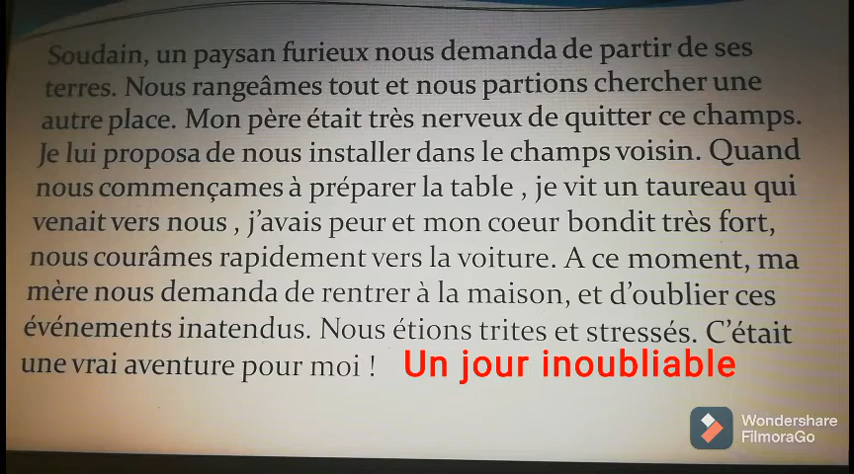 Soudain, un paysan furieux nous demanda de partir de ses
terres. Nous rangeâmes tout et nous partions chercher une
autre place. Mon père était très nerveux de quitter ce champs.
Je lui proposa de nous installer dans le champs voisin. Quand
nous commençames à préparer la table , je vit un taureau qui
venait vers nous , j'avais peur et mon coeur bondit très fort,
nous courâmes rapidement vers la voiture. A ce moment, ma
mère nous demanda de rentrer à la maison, et d'oublier ces
événements inatendus. Nous étions trites et stressés. C'était
une vrai aventure pour moi ! Un jour inoubliable
Wondershare
FilmoraGo